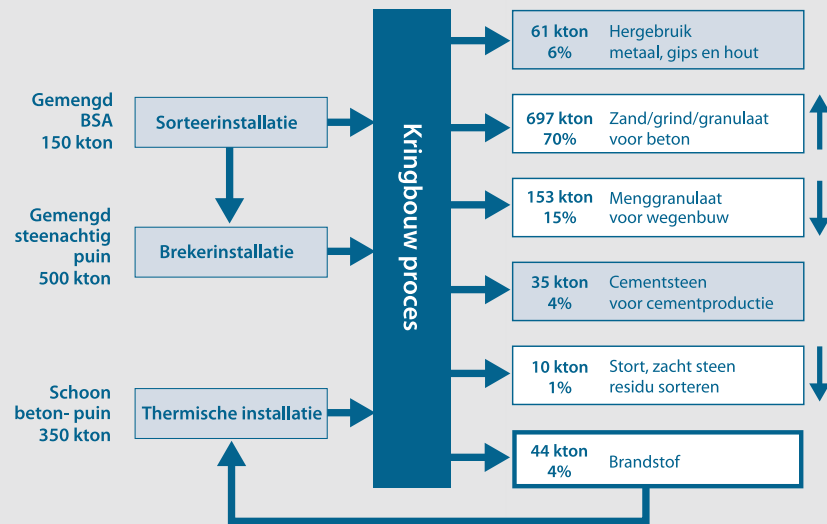 Gemengd
BSA
150 kton
Sorteerinstallatie
Gemengd
steenachtig
puin
500 kton
Brekerinstallatie
Schoon
beton- puin
350 kton
Thermische installatie
Kringbouw proces
61 kton Hergebruik
6% metaal, gips en hout
697 kton Zand/grind/granulaat
70% voor beton
153 kton Menggranulaat
15% voor wegenbuw
35 kton Cementsteen
4% voor cementproductie
10 kton Stort, zacht steen
1% residu sorteren
44 kton Brandstof
4%